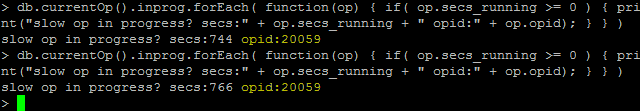 > db.currentOp().inprog.forEach( function(op) { if( op.secs_running >= 0 ) { pri
nt("slow op in progress? secs:" + op.secs_running + " opid:" + op.opid); } } )
slow op in progress? secs:744 opid:20059
> db.currentOp().inprog.forEach( function(op) { if( op.secs_running >= 0 ) { pri
nt("slow op in progress? secs:" + op.secs_running + " opid:" + op.opid); } } )
slow op in progress? secs:766 opid:20059
>